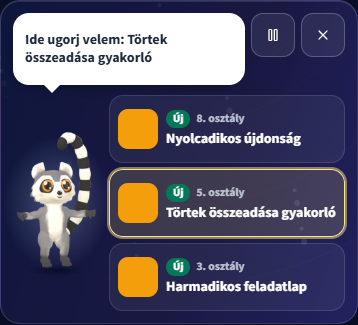 Ide ugorj velem: Törtek
összeadása gyakorló
Új 8. osztály
Nyolcadikos újdonság
Új 5. osztály
Törtek összeadása gyakorló
Új 3. osztály
Harmadikos feladatlap